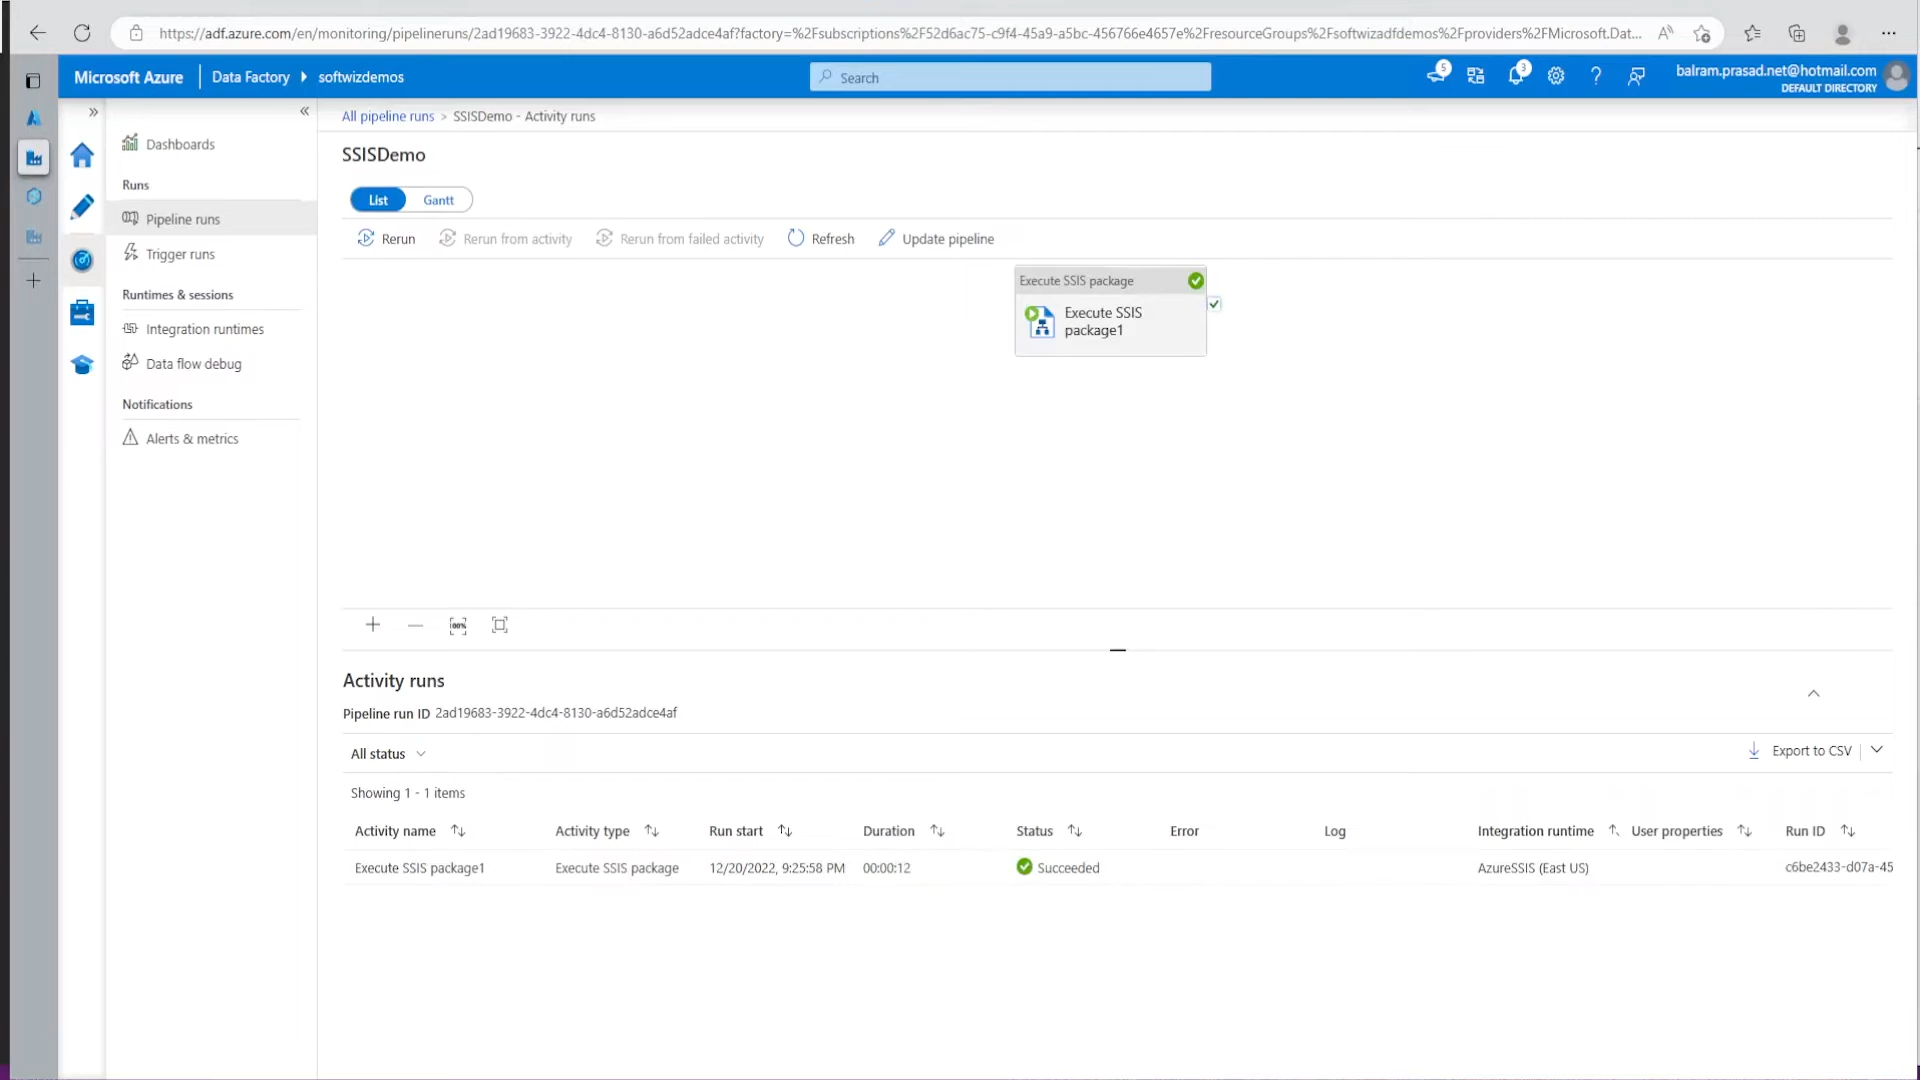 https://adf.azure.com/en/monitoring/pipelineruns/2ad19683-3922-4dc4-8130-a6d52adce4af?factory=%2Fsubscriptions%2F52d6ac75-c9f4-45a9-a5bc-456766e4657e%2FresourceGroups%2Fsoftwizadfdemos%2Fproviders%2FMicrosoft.Dat...
Microsoft Azure Data Factory softwizdemos
Search
5
3
balram.prasad.net@hotmail.com
DEFAULT DIRECTORY
Dashboards
Runs
Pipeline runs
Trigger runs
Runtimes & sessions
Integration runtimes
Data flow debug
Notifications
Alerts & metrics
All pipeline runs > SSISDemo - Activity runs
SSISDemo
List Gantt
Rerun Rerun from activity Rerun from failed activity Refresh Update pipeline
Execute SSIS package
Execute SSIS
package1
100%
Activity runs
Pipeline run ID 2ad19683-3922-4dc4-8130-a6d52adce4af
All status
Export to CSV
Showing 1 - 1 items
Activity name Activity type Run start Duration Status Error Log Integration runtime User properties Run ID
Execute SSIS package1 Execute SSIS package 12/20/2022, 9:25:58 PM 00:00:12 Succeeded AzureSSIS (East US) c6be2433-d07a-45